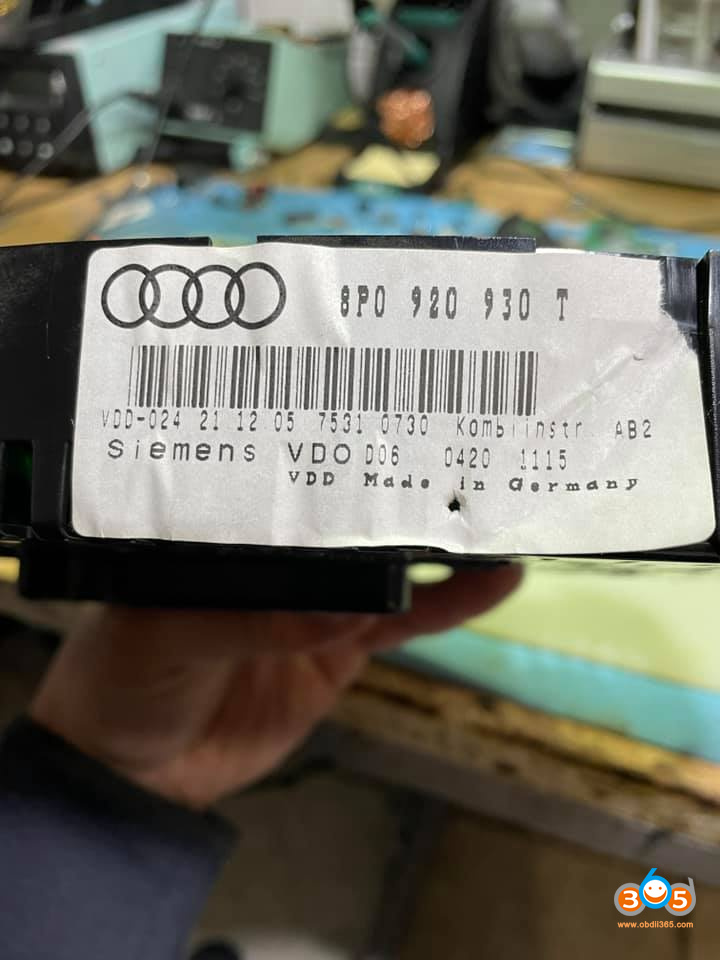 8P0 920 930 T
VDD-024 21 12 05 7531 0730 Kombiinstr. AB2
Siemens VDO D06 0420 1115
VDD Made in Germany
365
www.obdii365.com